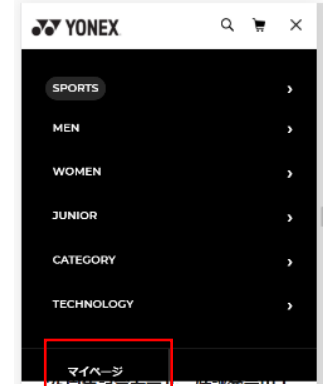 YONEX
SPORTS
MEN
WOMEN
JUNIOR
CATEGORY
TECHNOLOGY
マイページ